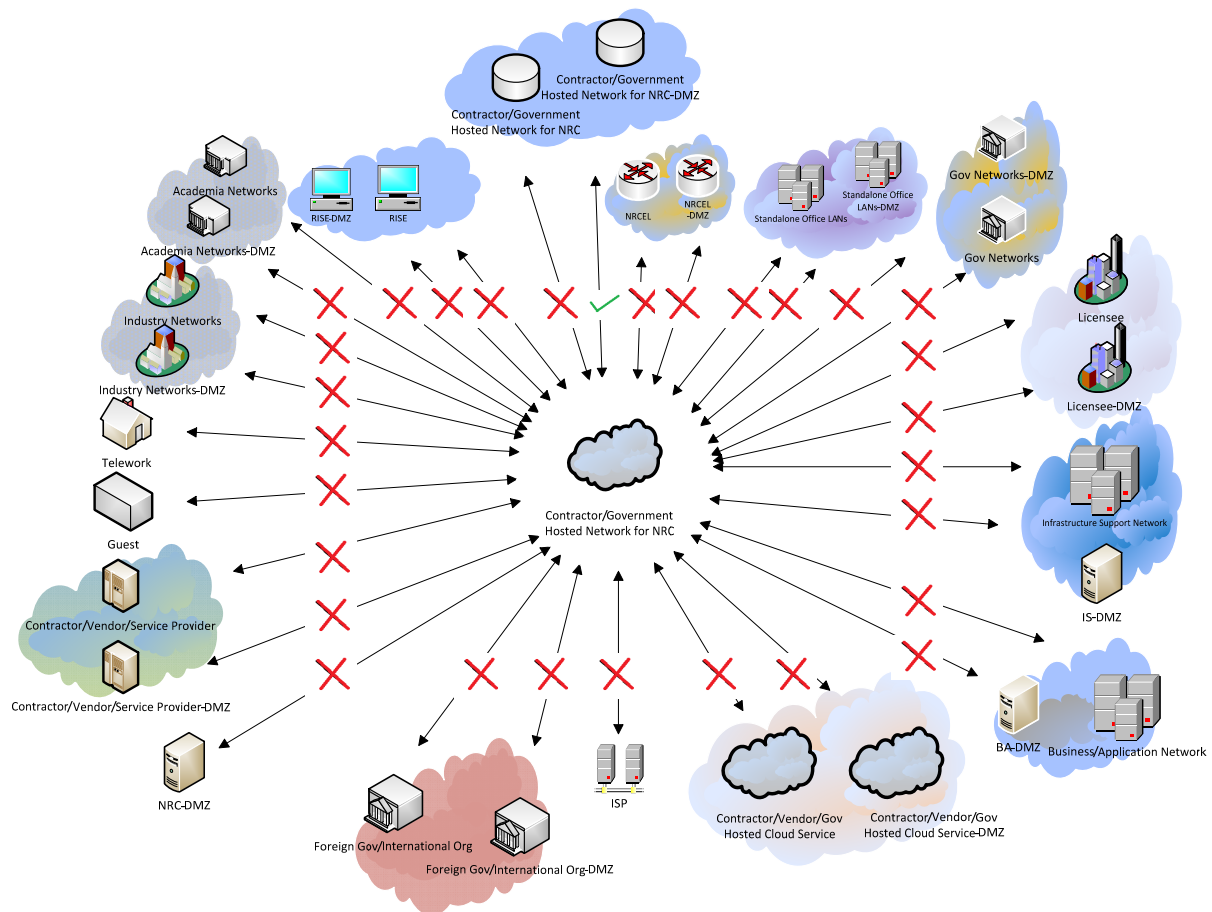 Contractor/Government
Hosted Network for NRC-DMZ
Contractor/Government
Hosted Network for NRC
Academia Networks
Academia Networks-DMZ
RISE-DMZ
RISE
NRCEL
NRCEL
-DMZ
Standalone Office LANs
Standalone Office
LANs-DMZ
Gov Networks-DMZ
Gov Networks
Industry Networks
Industry Networks-DMZ
Licensee
Licensee-DMZ
Telework
Guest
Contractor/Government
Hosted Network for NRC
Infrastructure Support Network
IS-DMZ
Contractor/Vendor/Service Provider
Contractor/Vendor/Service Provider-DMZ
NRC-DMZ
BA-DMZ
Business/Application Network
Foreign Gov/International Org
Foreign Gov/International Org-DMZ
ISP
Contractor/Vendor/Gov
Hosted Cloud Service
Contractor/Vendor/Gov
Hosted Cloud Service-DMZ